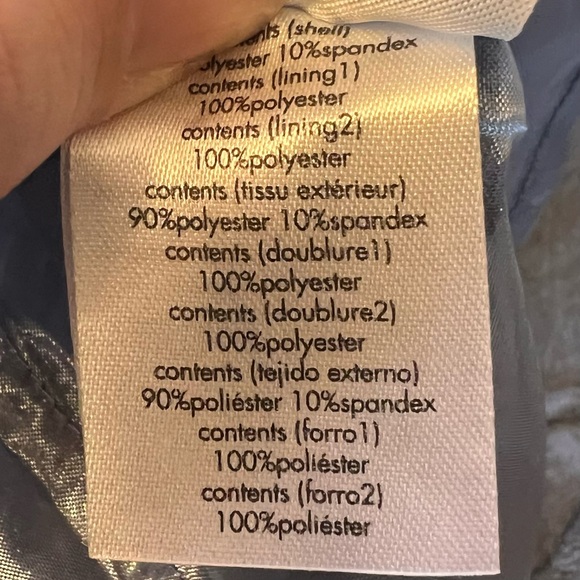 (shell)
10%spandex
contents (lining1)
100%polyester
contents (lining2)
100%polyester
contents (tissu extérieur)
90%polyester 10%spandex
contents (doublure1)
100%polyester
contents (doublure2)
100%polyester
contents (tejido externo)
90%poliéster 10%spandex
contents (forro1)
100%poliéster
contents (forro2)
100%poliéster